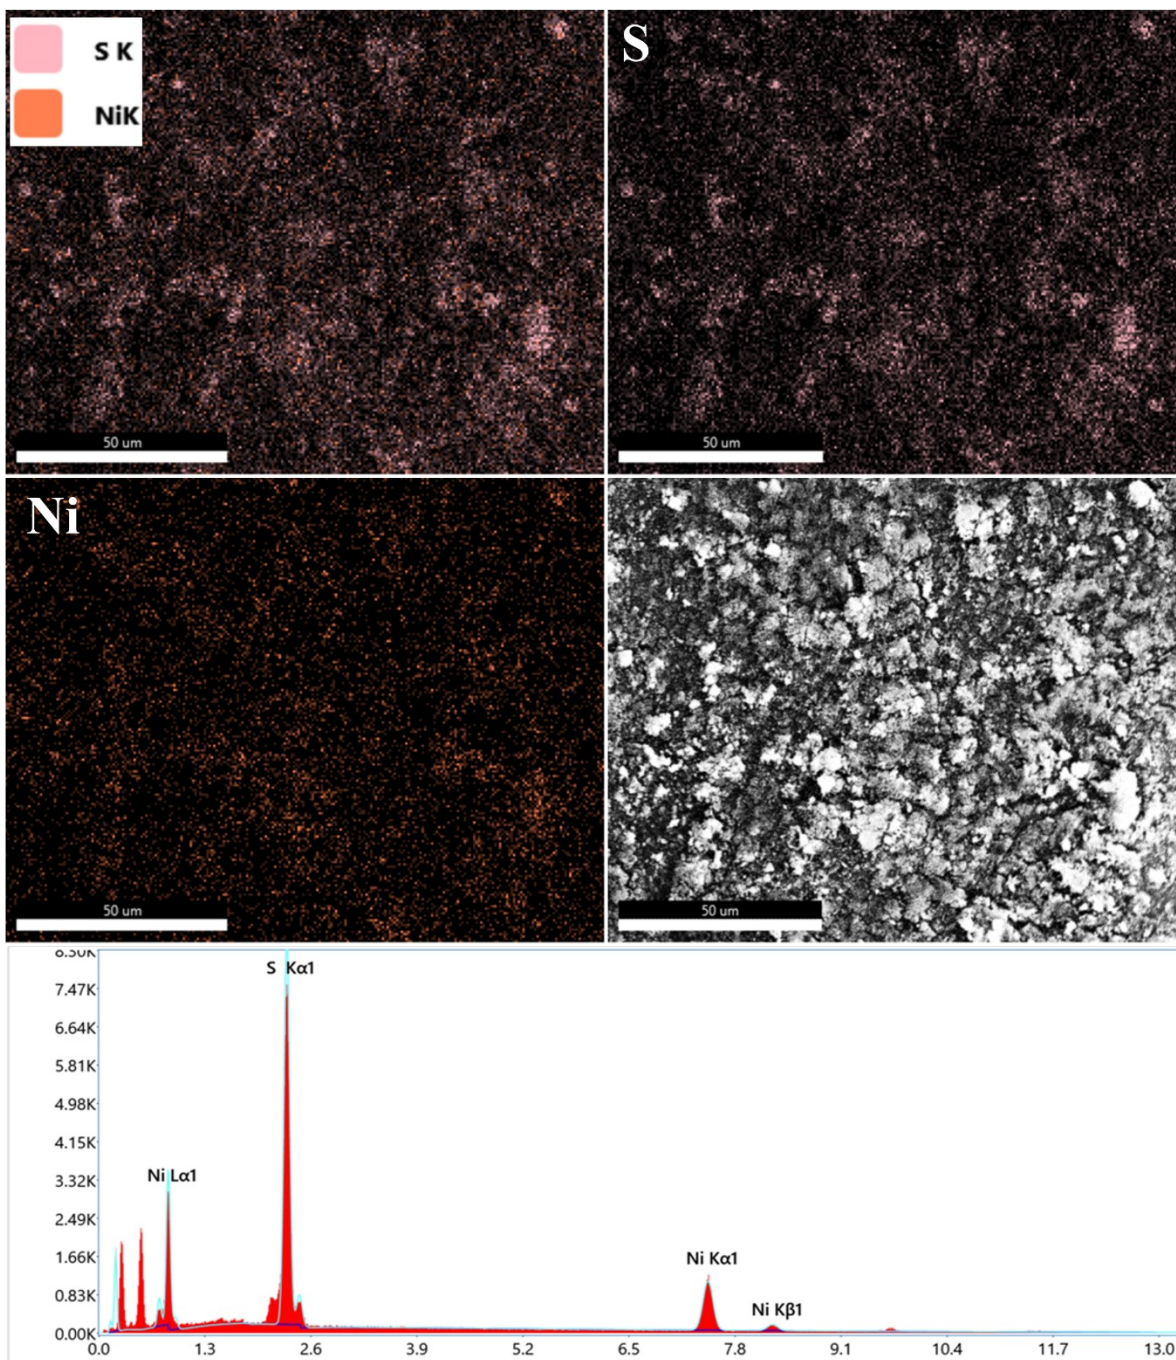 S K
NiK
S
50 um
50 um
Ni
50 um
50 um
8.50K
7.47K
6.64K
5.81K
4.98K
4.15K
3.32K
2.49K
1.66K
0.83K
0.00K
S Kα1
Ni Lα1
Ni Kα1
Ni Kβ1
0.0 1.3 2.6 3.9 5.2 6.5 7.8 9.1 10.4 11.7 13.0